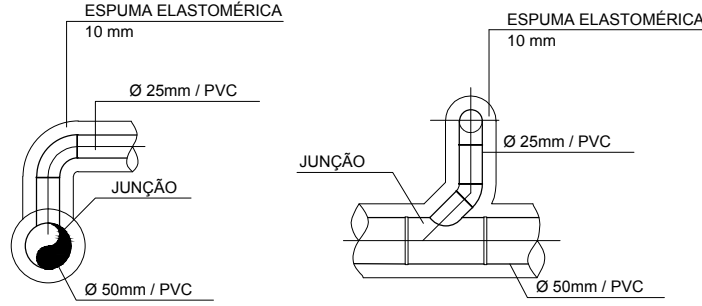 ESPUMA ELASTOMÉRICA
10 mm
Ø 25mm / PVC
JUNÇÃO
Ø 50mm / PVC
ESPUMA ELASTOMÉRICA
10 mm
Ø 25mm / PVC
JUNÇÃO
Ø 50mm / PVC